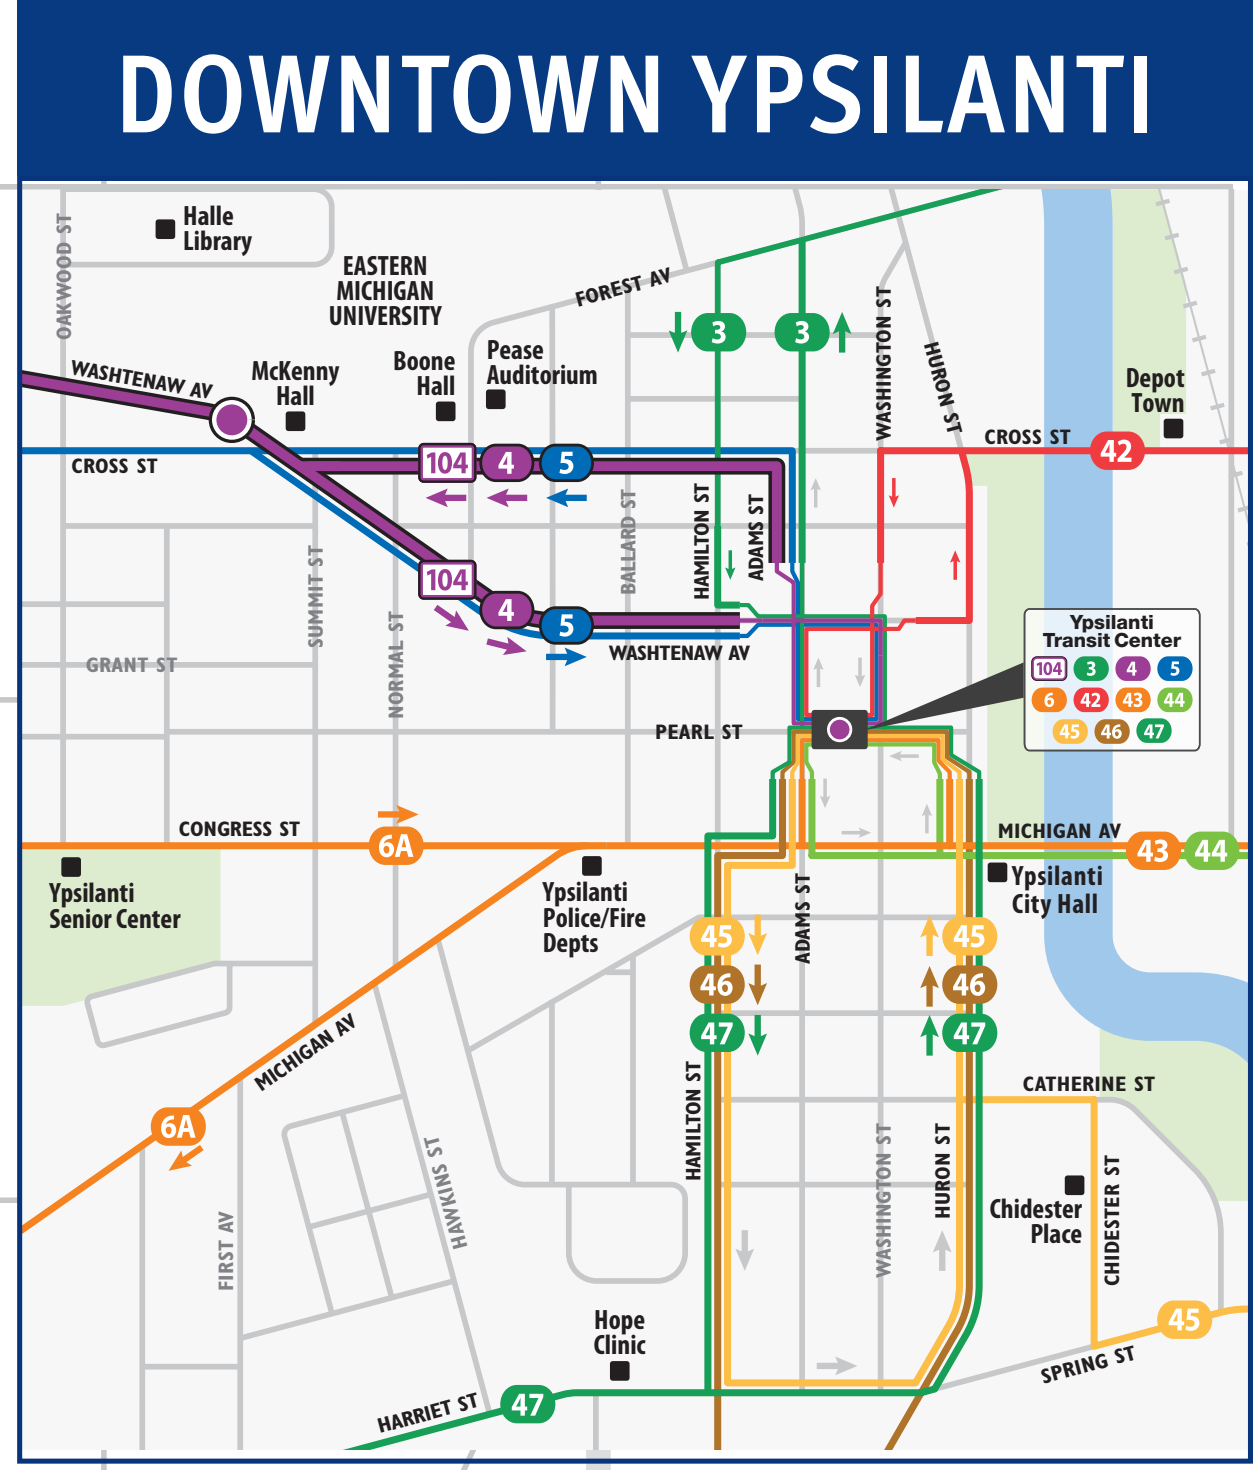 DOWNTOWN YPSILANTI
OAKWOOD ST
Halle
Library
EASTERN
MICHIGAN
UNIVERSITY
FOREST AV
3
3
WASHINGTON ST
HURON ST
WASHTENAW AV
McKenny
Hall
Boone
Hall
Pease
Auditorium
Depot
Town
CROSS ST
CROSS ST
42
104
4
5
BALLARD ST
HAMILTON ST
ADAMS ST
SUMMIT ST
NORMAL ST
104
4
5
WASHTENAW AV
GRANT ST
Ypsilanti
Transit Center
104
3
4
5
6
42
43
44
45
46
47
PEARL ST
CONGRESS ST
6A
MICHIGAN AV
43
44
Ypsilanti
Senior Center
Ypsilanti
Police/Fire
Depts
ADAMS ST
Ypsilanti
City Hall
45
45
46
46
47
47
MICHIGAN AV
6A
HAMILTON ST
CATHERINE ST
HAWKINS ST
FIRST AV
WASHINGTON ST
HURON ST
Chidester
Place
CHIDESTER ST
Hope
Clinic
45
SPRING ST
HARRIET ST
47